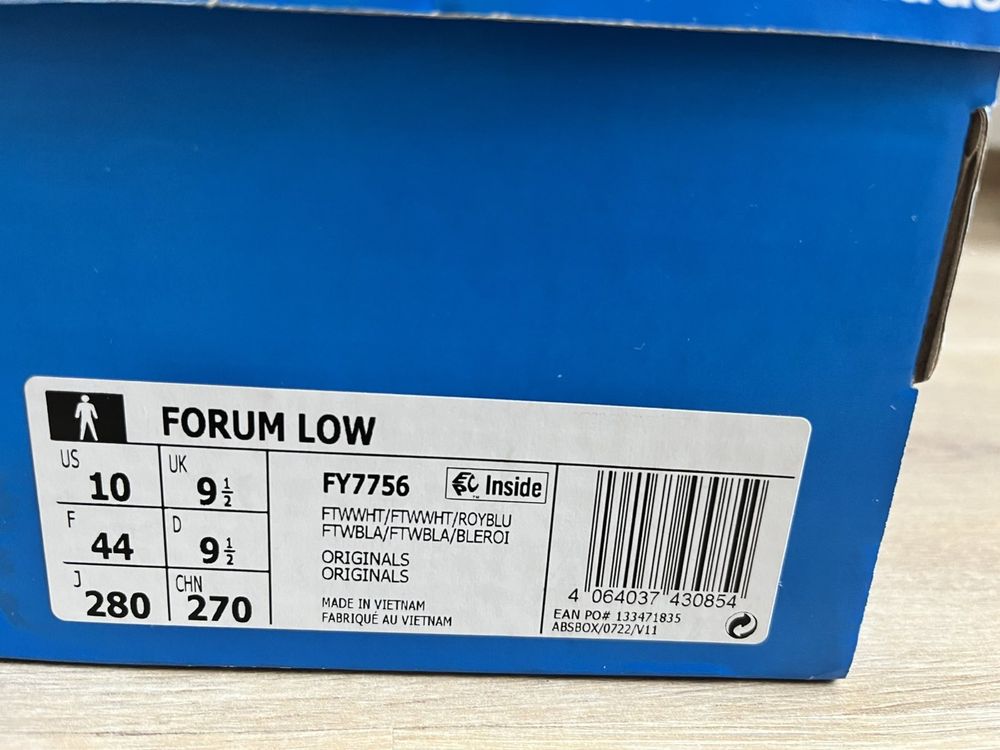 FORUM LOW
US 10 UK 9 1/2
F 44 D 9 1/2
J 280 CHN 270
FY7756 Inside
FTWWHT/FTWWHT/ROYBLU
FTWBLA/FTWBLA/BLEROI
ORIGINALS
ORIGINALS
MADE IN VIETNAM
FABRIQUÉ AU VIETNAM
4 064037 430854
EAN PO# 133471835
ABSBOX/0722/V11